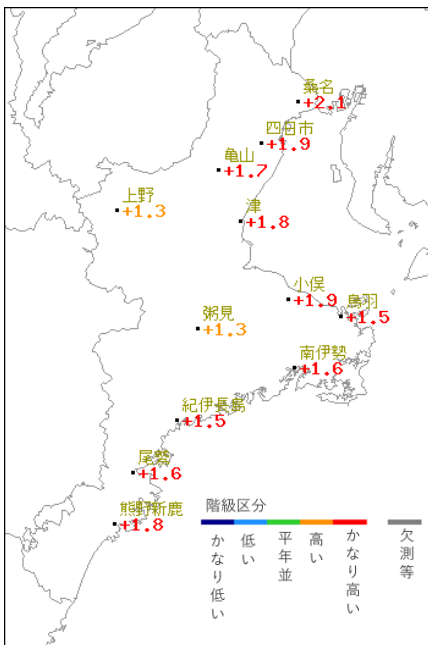 桑名
+2.1
四日市
+1.9
亀山
+1.7
上野
+1.3
津
+1.8
小俣
+1.9
鳥羽
+1.5
粥見
+1.3
南伊勢
+1.6
紀伊長島
+1.5
尾鷲
+1.6
熊野新鹿
+1.8
階級区分
かなり低い
低い
平年並
高い
かなり高い
欠測等